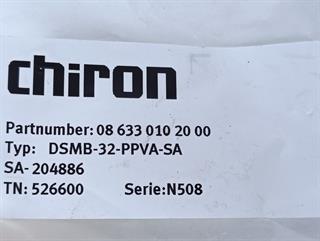 chiron
Partnumber: 08 633 010 20 00
Typ: DSMB-32-PPVA-SA
SA- 204886
TN: 526600 Serie:N508